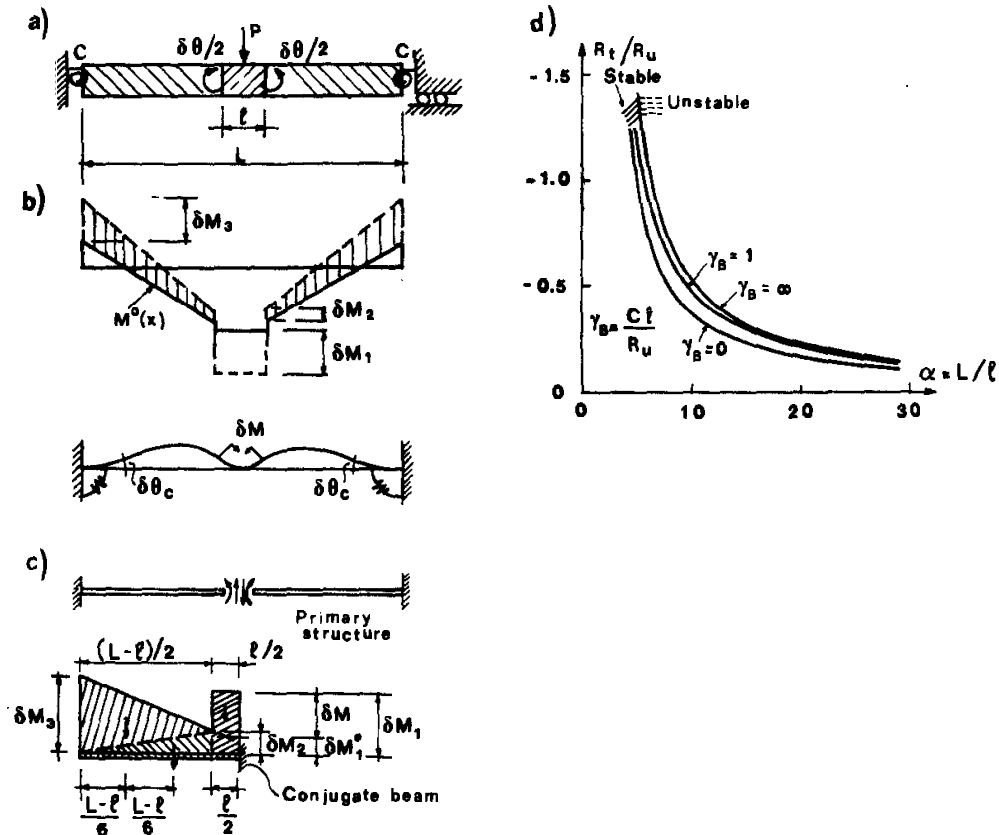 a)
P
C
δθ/2
δθ/2
C
ℓ
L
b)
δM₃
M°(x)
δM₂
δM₁
δM
δθc
δθc
c)
Primary
structure
(L-ℓ)/2
ℓ/2
δM₃
δM
δM₁
δM₂
δM₁°
L-ℓ
6
L-ℓ
6
ℓ
2
Conjugate beam
d)
Rt/Ru
Stable
Unstable
-1.5
-1.0
-0.5
0
γB=1
γB=∞
γB=0
γB= Cℓ
Ru
α= L/ℓ
0
10
20
30